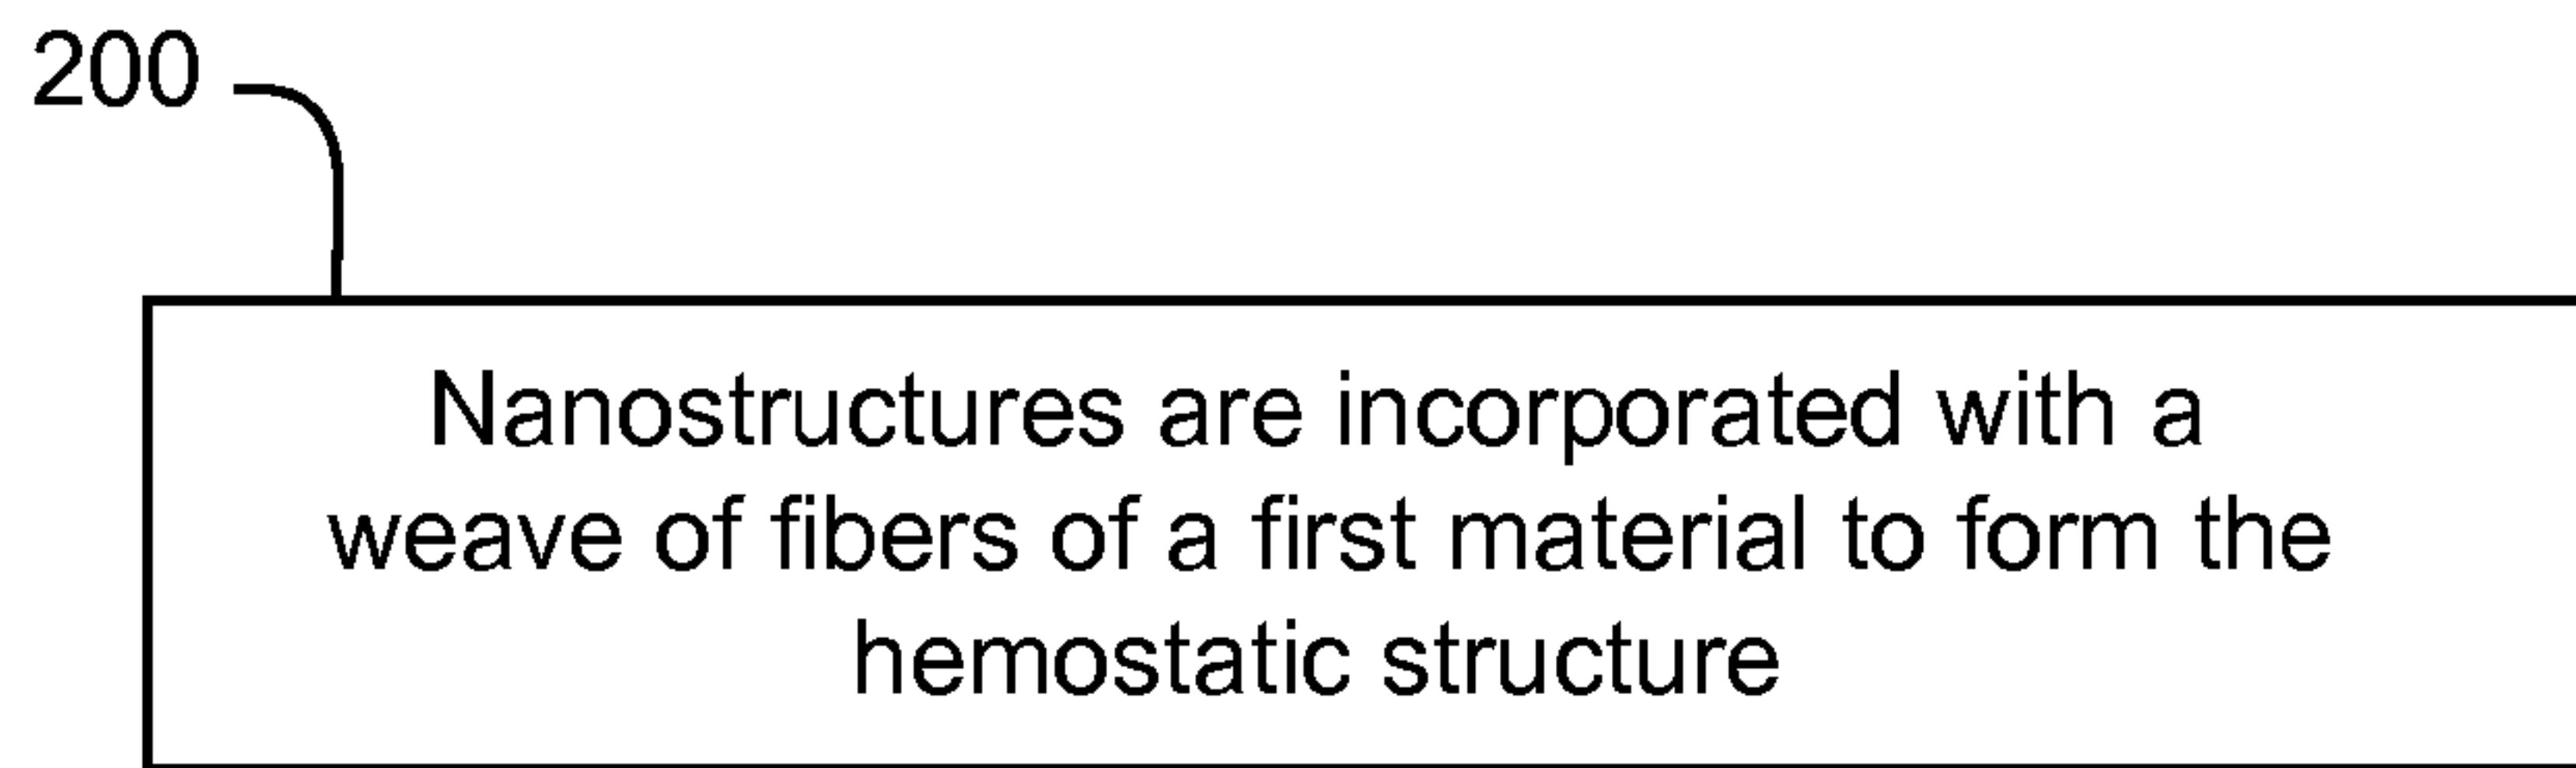 200
Nanostructures are incorporated with a
weave of fibers of a first material to form the
hemostatic structure